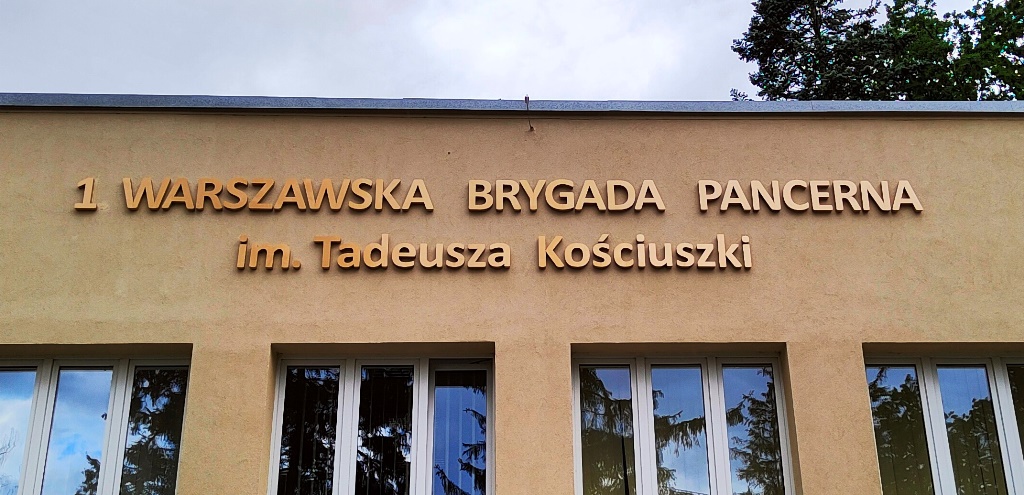 1 WARSZAWSKA BRYGADA PANCERNA
im. Tadeusza Kościuszki